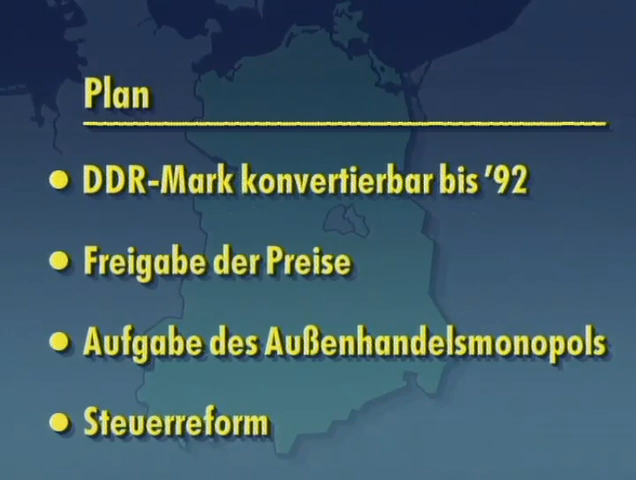 Plan
• DDR-Mark konvertierbar bis '92
• Freigabe der Preise
• Aufgabe des Außenhandelsmonopols
• Steuerreform